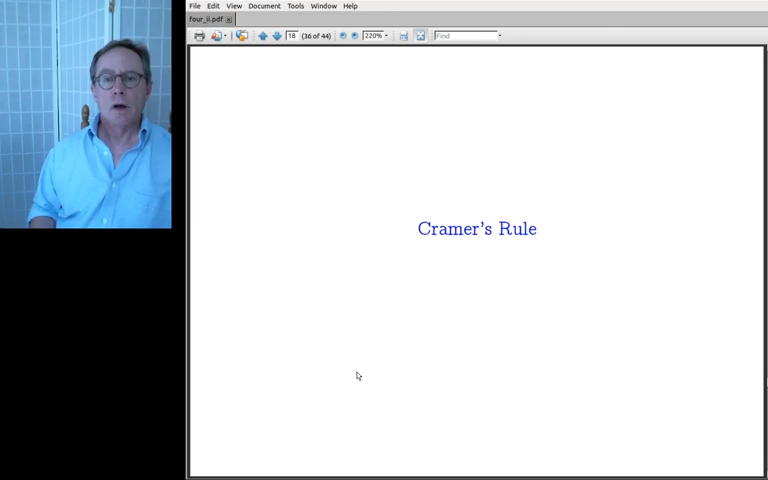 File Edit View Document Tools Window Help
four_ii.pdf
18 (36 of 44) 220% Find
Cramer's Rule